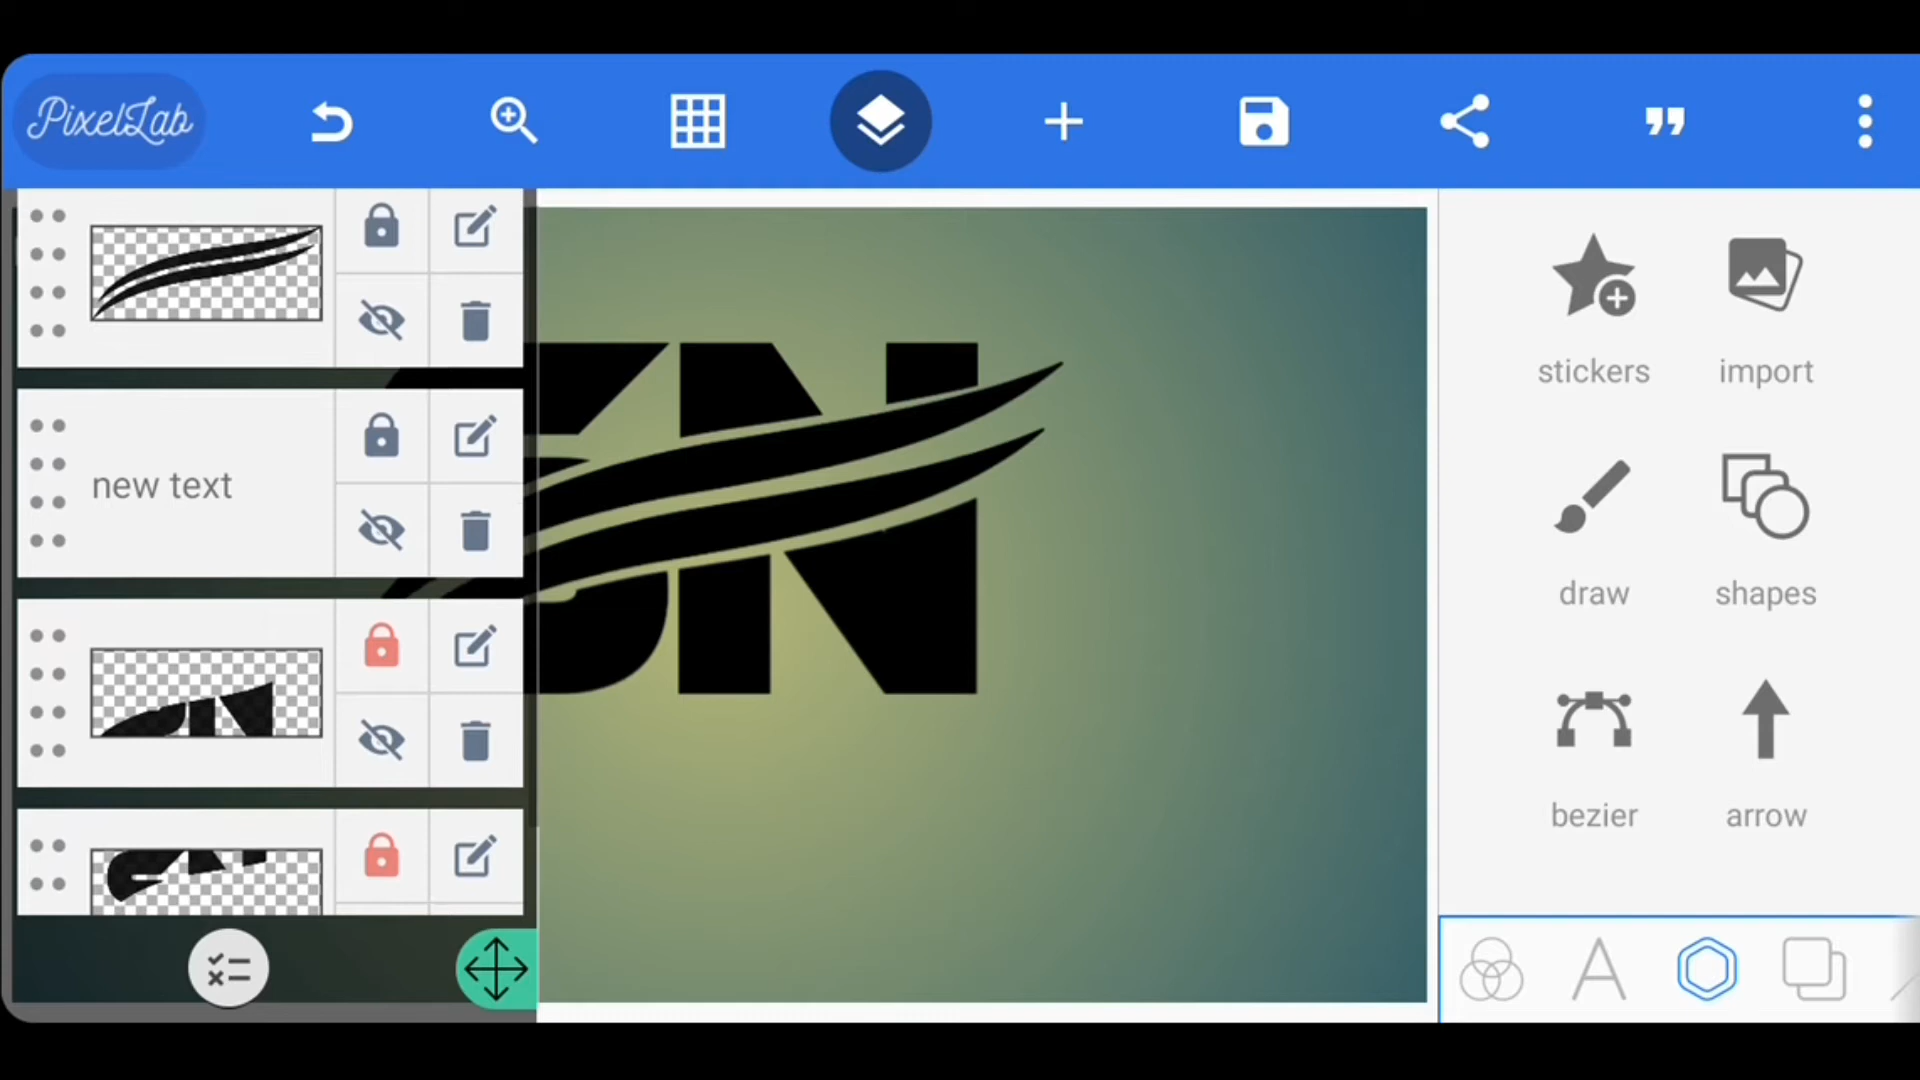 PixelLab
stickers
import
new text
draw
shapes
bezier
arrow